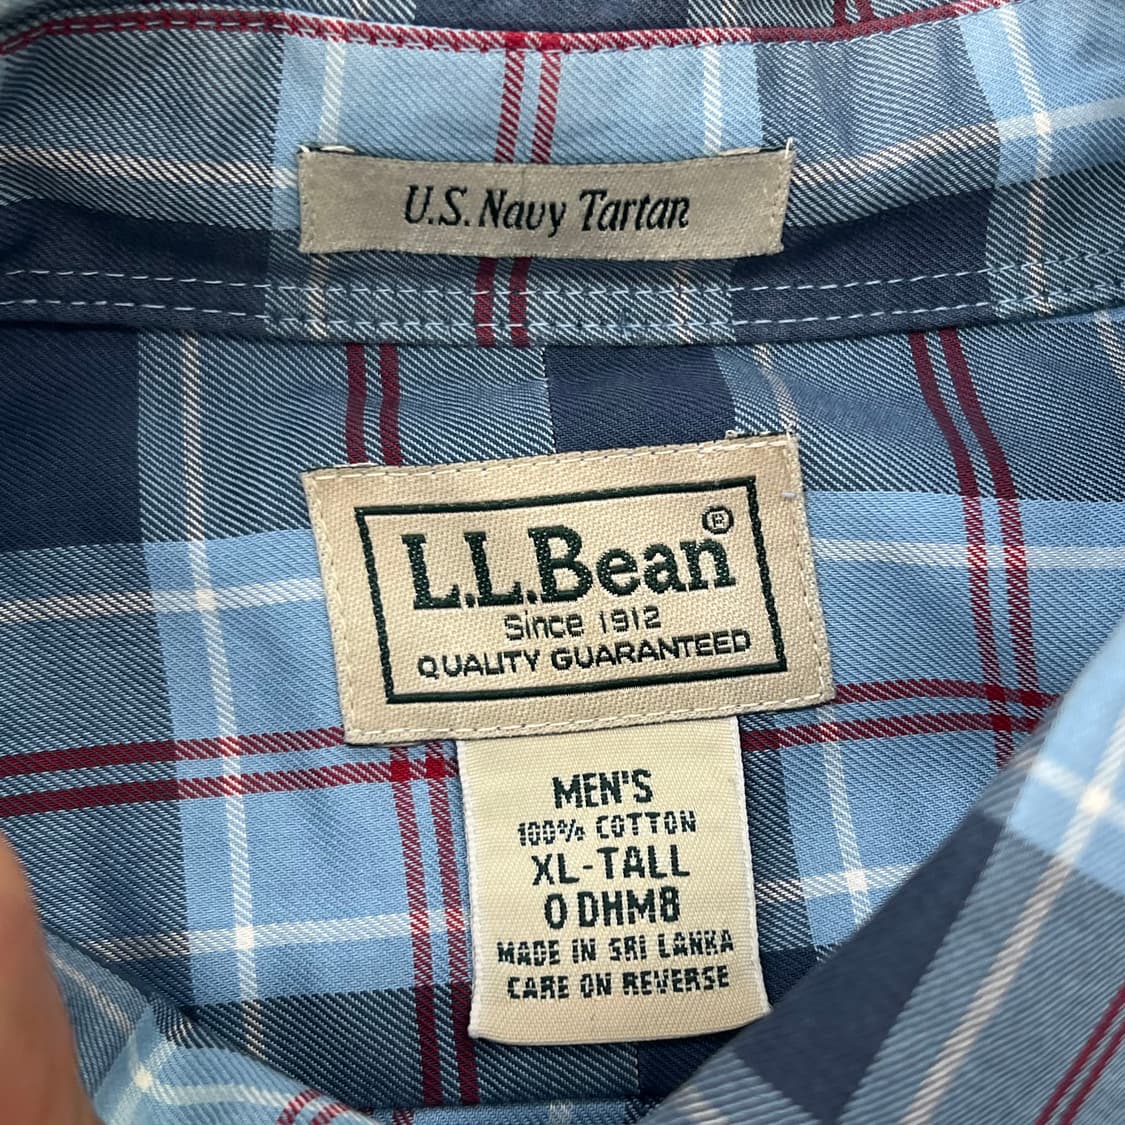 U.S. Navy Tartan
L.L.Bean®
Since 1912
QUALITY GUARANTEED
MEN'S
100% COTTON
XL-TALL
0 DHM8
MADE IN SRI LANKA
CARE ON REVERSE